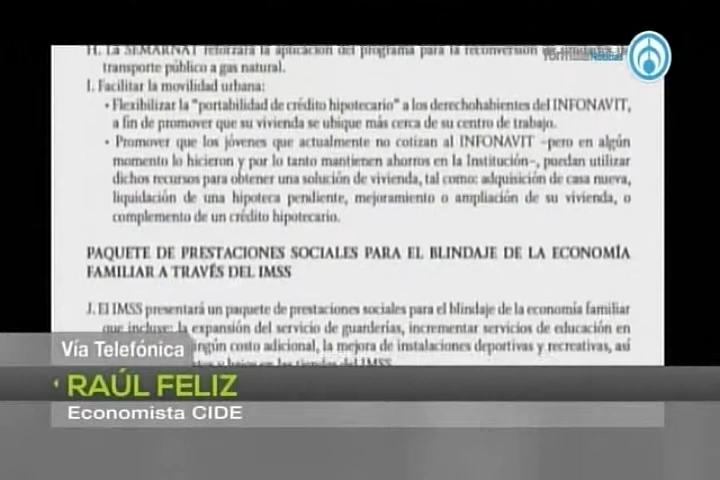 H. La SEMARNAT reforzará la aplicación del programa para la reconversión de unidades de
transporte público a gas natural.
I. Facilitar la movilidad urbana:
• Flexibilizar la "portabilidad de crédito hipotecario" a los derechohabientes del INFONAVIT,
a fin de promover que su vivienda se ubique más cerca de su centro de trabajo.
• Promover que los jóvenes que actualmente no cotizan al INFONAVIT –pero en algún
momento lo hicieron y por lo tanto mantienen ahorros en la Institución–, puedan utilizar
dichos recursos para obtener una solución de vivienda, tal como: adquisición de casa nueva,
liquidación de una hipoteca pendiente, mejoramiento o ampliación de su vivienda, o
complemento de un crédito hipotecario.
PAQUETE DE PRESTACIONES SOCIALES PARA EL BLINDAJE DE LA ECONOMÍA
FAMILIAR A TRAVÉS DEL IMSS
J. El IMSS presentará un paquete de prestaciones sociales para el blindaje de la economía familiar
que incluye: la expansión del servicio de guarderías, incrementar servicios de educación en
ningún costo adicional, la mejora de instalaciones deportivas y recreativas, así
Vía Telefónica
RAÚL FELIZ
Economista CIDE